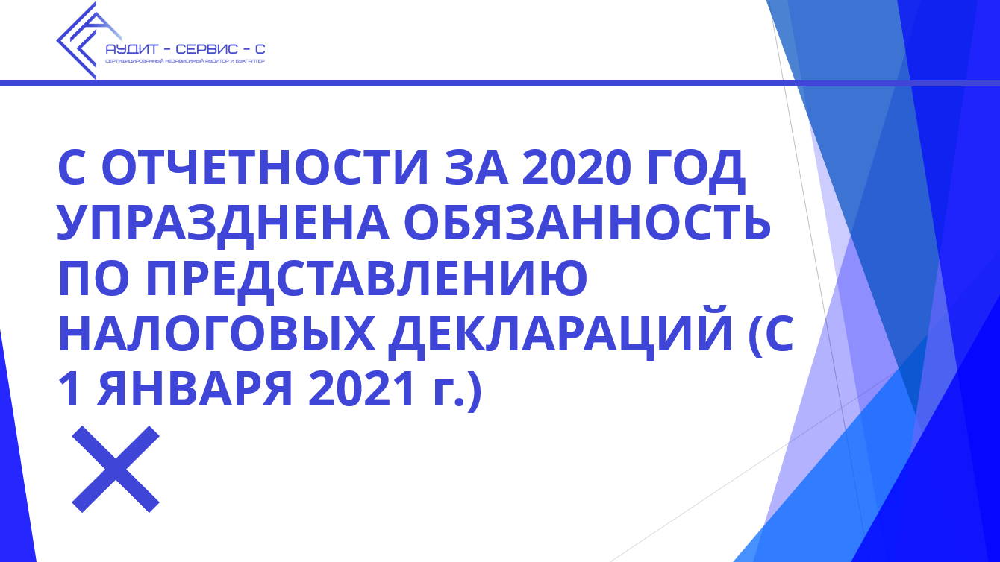 АУДИТ - СЕРВИС - С
СЕРТИФИЦИРОВАННЫЙ НЕЗАВИСИМЫЙ АУДИТОР И БУХГАЛТЕР
С ОТЧЕТНОСТИ ЗА 2020 ГОД
УПРАЗДНЕНА ОБЯЗАННОСТЬ
ПО ПРЕДСТАВЛЕНИЮ
НАЛОГОВЫХ ДЕКЛАРАЦИЙ (С
1 ЯНВАРЯ 2021 г.)